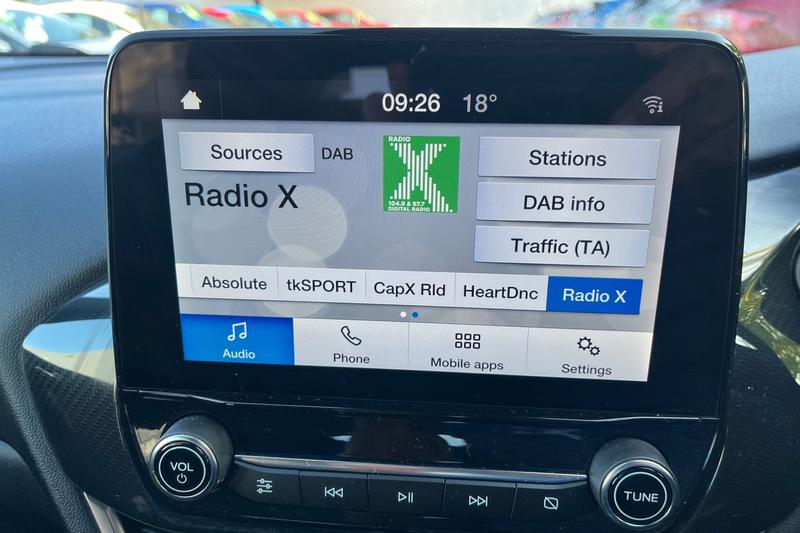 09:26 18°
Sources DAB
RADIO
104.9 & 97.7
DIGITAL RADIO
Stations
Radio X
DAB info
Traffic (TA)
Absolute tkSPORT CapX Rld HeartDnc Radio X
Audio Phone Mobile apps Settings
VOL
TUNE